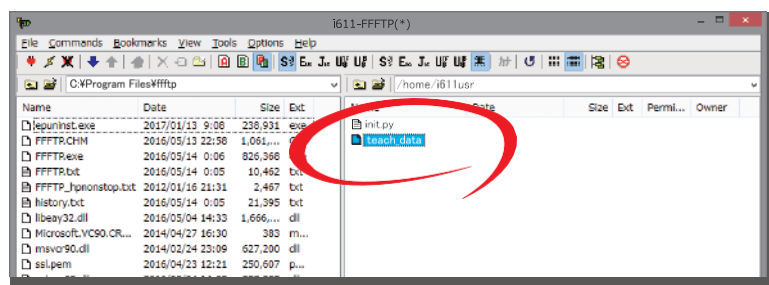 i611-FFFTP(*)
File Commands Bookmarks View Tools Options Help
C:¥Program Files¥ffftp
/home/i611usr
Name Date Size Ext
Date Size Ext Permi... Owner
epuninst.exe 2017/01/13 9:08 238,931 exe
FFFTP.CHM 2016/05/13 22:58 1,061,...
FFFTP.exe 2016/05/14 0:06 826,368
FFFTP.txt 2016/05/14 0:05 10,462 txt
FFFTP_hpnonstop.txt 2012/01/16 21:31 2,467 txt
history.txt 2016/05/14 0:05 21,395 txt
libeay32.dll 2016/05/04 14:33 1,666,... dll
Microsoft.VC90.CR... 2014/04/27 16:30 383 m...
msvcr90.dll 2014/02/24 23:09 627,200 dll
ssl.pem 2016/04/23 12:21 250,607 p...
init.py
teach_data